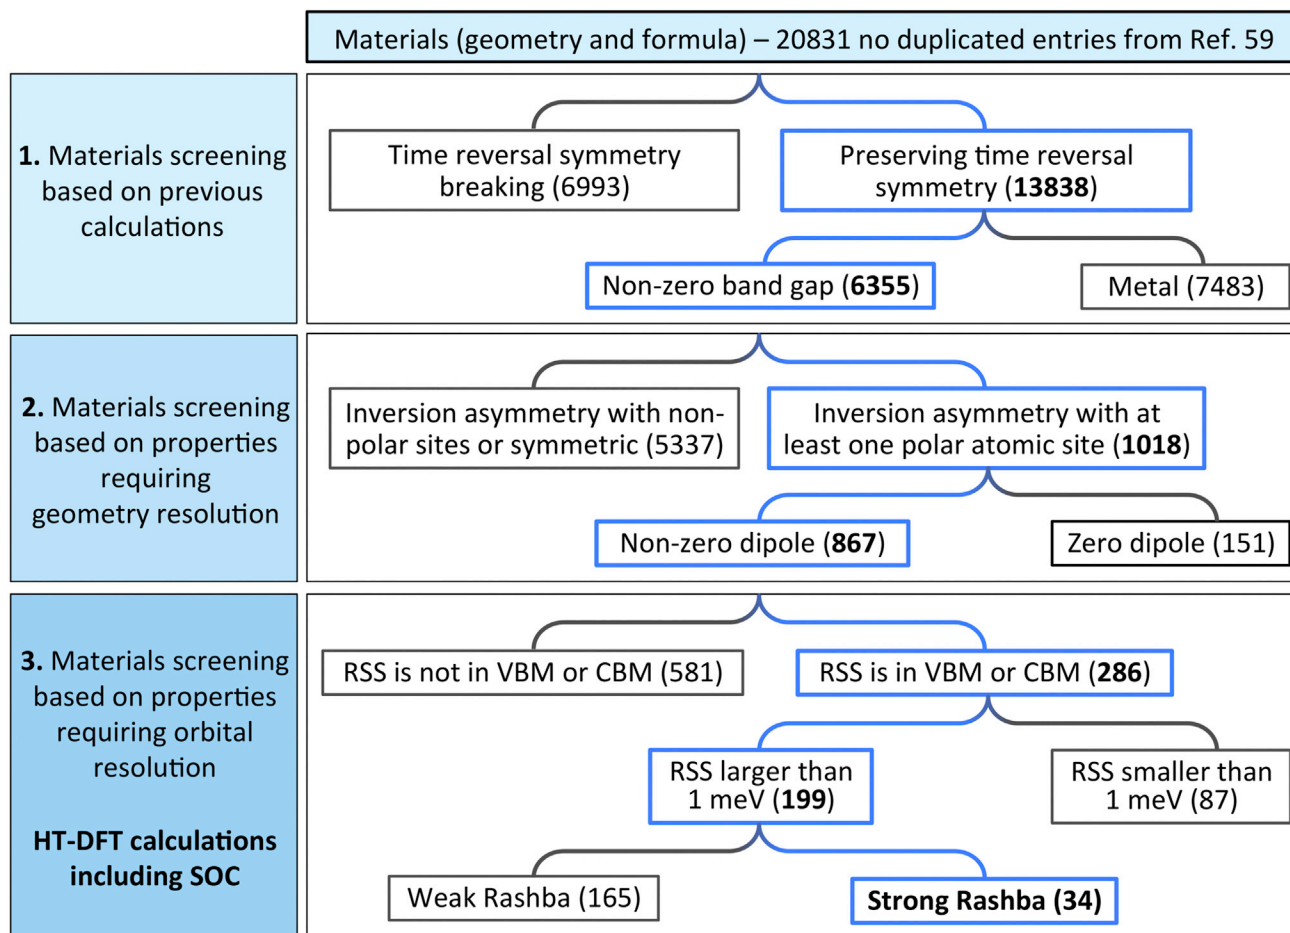 Materials (geometry and formula) – 20831 no duplicated entries from Ref. 59
1. Materials screening
based on previous
calculations
Time reversal symmetry
breaking (6993)
Preserving time reversal
symmetry (13838)
Non-zero band gap (6355)
Metal (7483)
2. Materials screening
based on properties
requiring
geometry resolution
Inversion asymmetry with non-
polar sites or symmetric (5337)
Inversion asymmetry with at
least one polar atomic site (1018)
Non-zero dipole (867)
Zero dipole (151)
3. Materials screening
based on properties
requiring orbital
resolution
HT-DFT calculations
including SOC
RSS is not in VBM or CBM (581)
RSS is in VBM or CBM (286)
RSS larger than
1 meV (199)
RSS smaller than
1 meV (87)
Weak Rashba (165)
Strong Rashba (34)